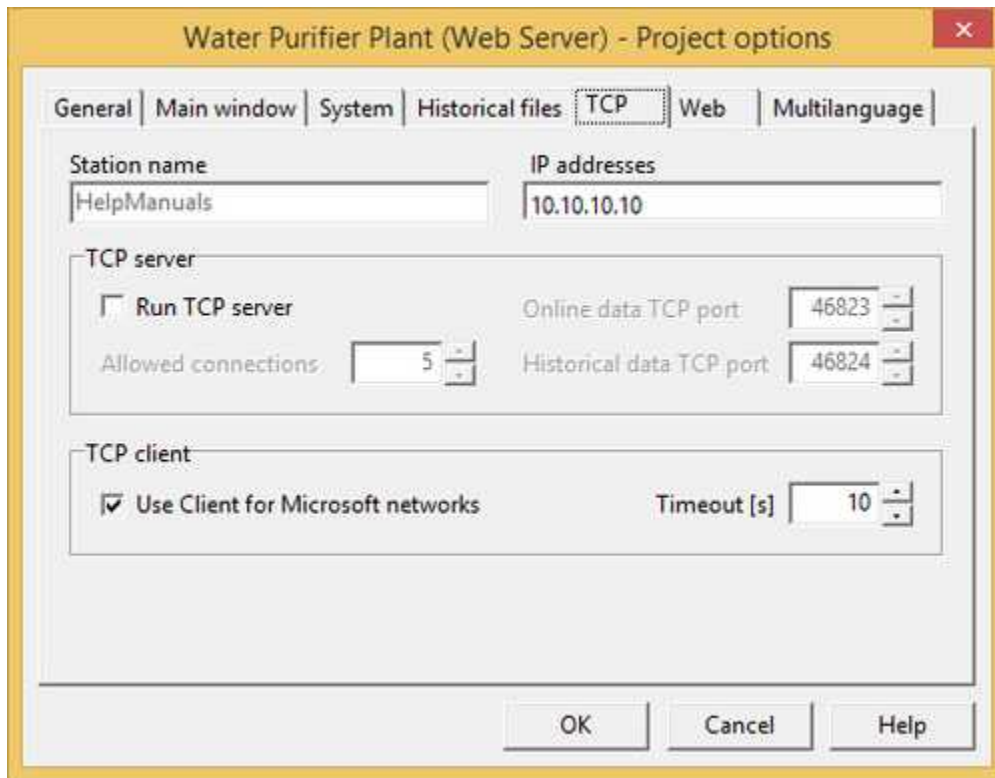 Water Purifier Plant (Web Server) - Project options
General Main window System Historical files TCP Web Multilanguage
Station name IP addresses
HelpManuals 10.10.10.10
TCP server
Run TCP server Online data TCP port 46823
Allowed connections 5 Historical data TCP port 46824
TCP client
Use Client for Microsoft networks Timeout [s] 10
OK Cancel Help